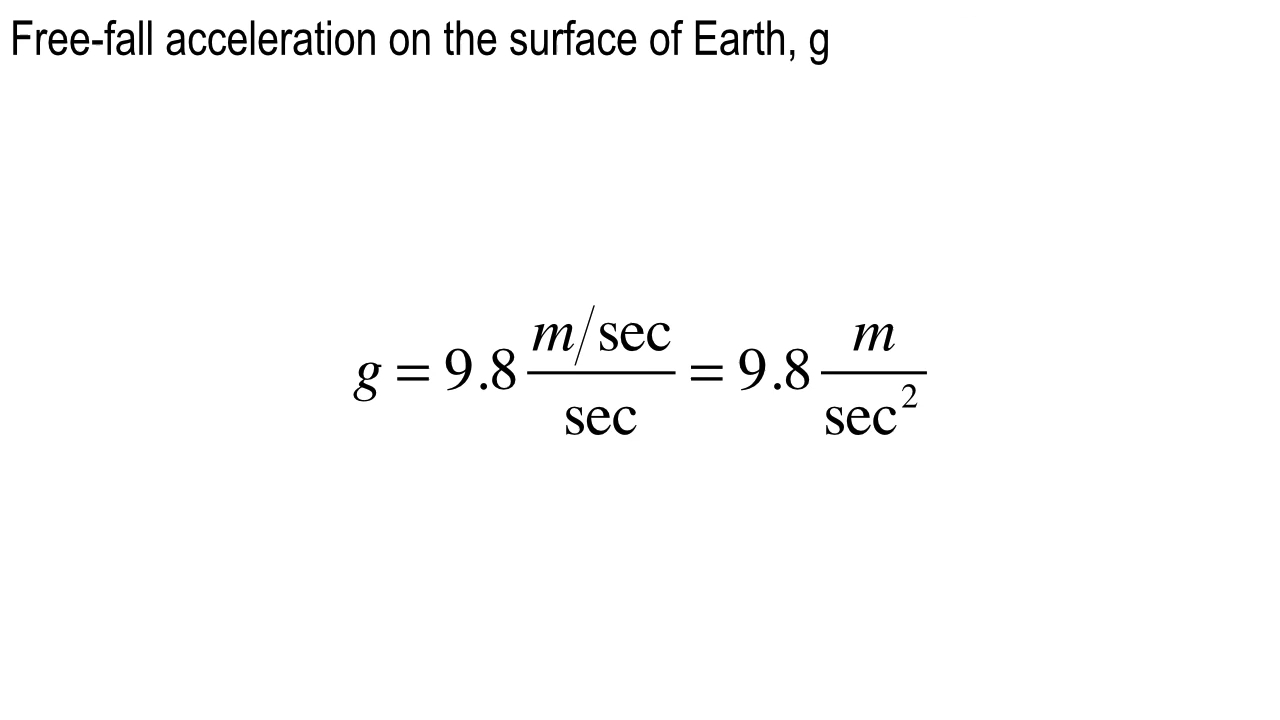 Free-fall acceleration on the surface of Earth, g
g = 9.8 m/sec / sec = 9.8 m / sec²